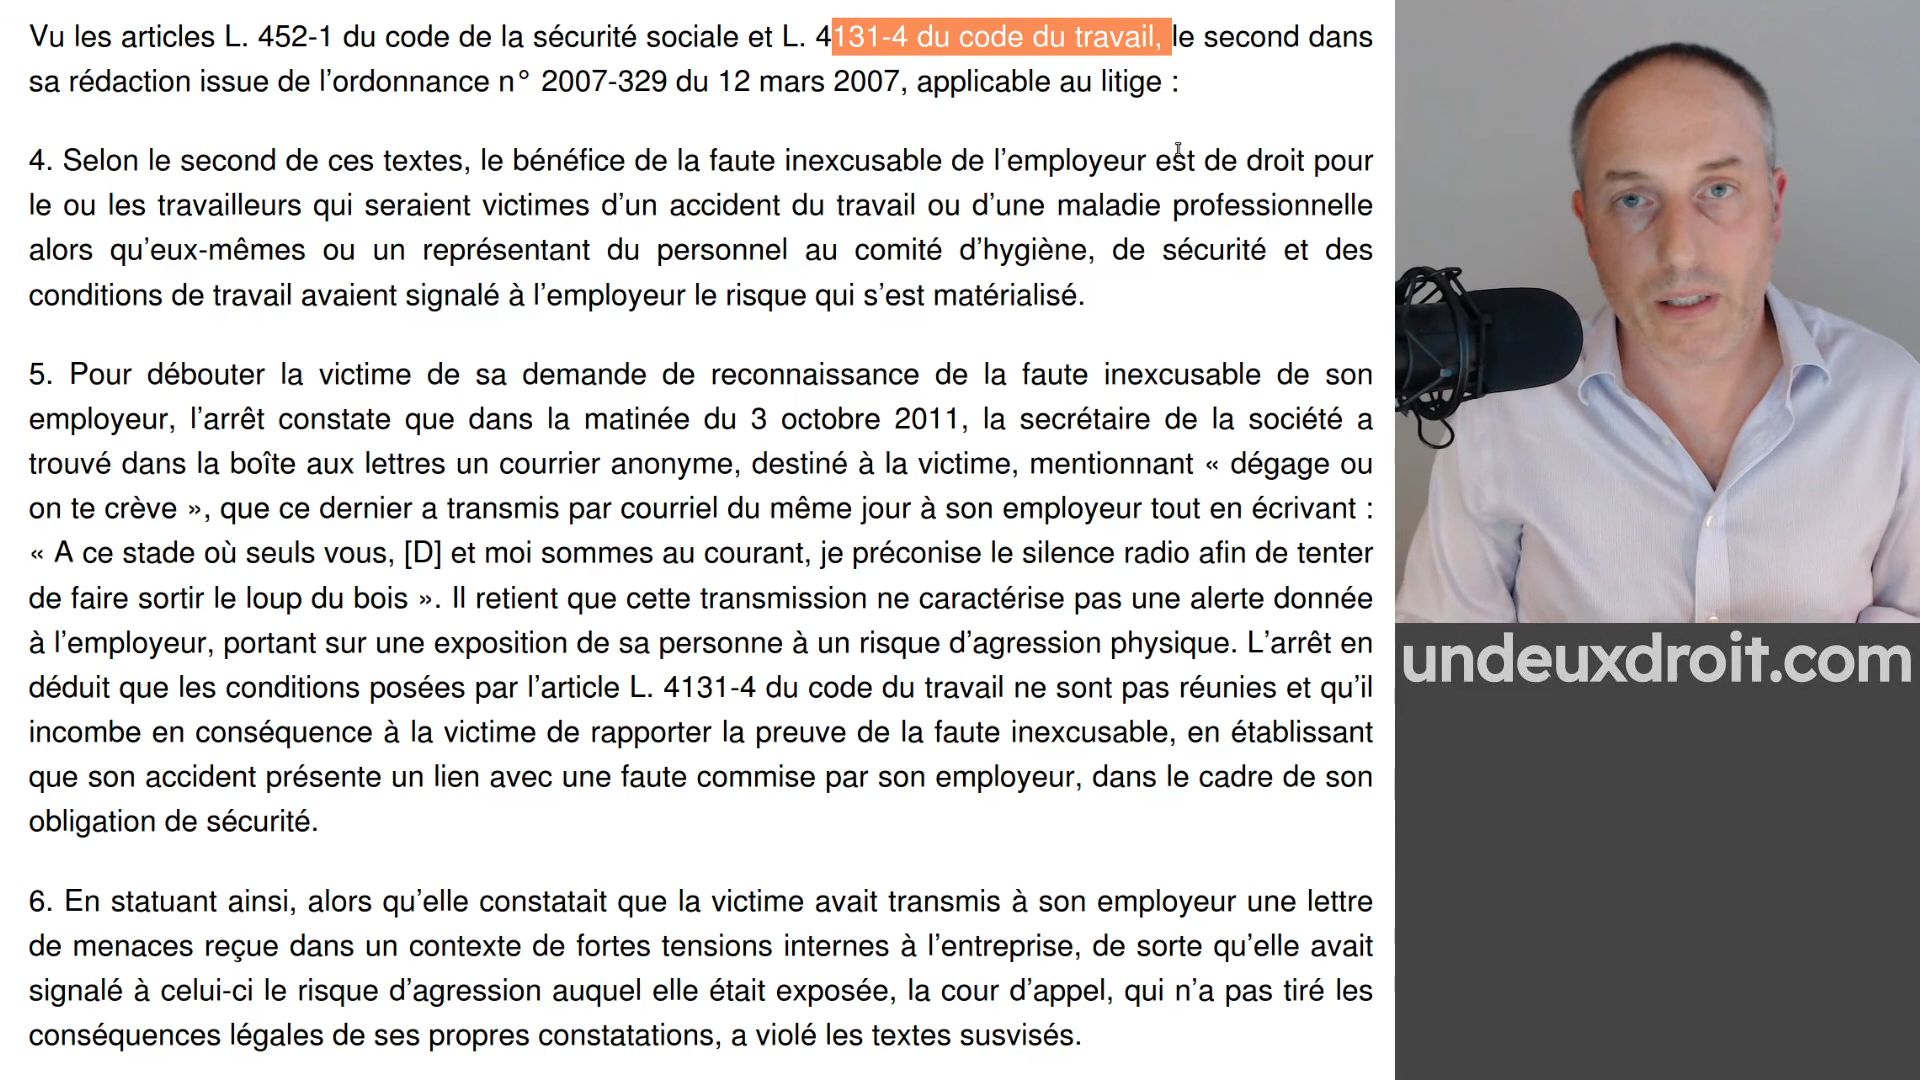 Vu les articles L. 452-1 du code de la sécurité sociale et L. 4131-4 du code du travail, le second dans
sa rédaction issue de l’ordonnance n° 2007-329 du 12 mars 2007, applicable au litige :
4. Selon le second de ces textes, le bénéfice de la faute inexcusable de l’employeur est de droit pour
le ou les travailleurs qui seraient victimes d’un accident du travail ou d’une maladie professionnelle
alors qu’eux-mêmes ou un représentant du personnel au comité d’hygiène, de sécurité et des
conditions de travail avaient signalé à l’employeur le risque qui s’est matérialisé.
5. Pour débouter la victime de sa demande de reconnaissance de la faute inexcusable de son
employeur, l’arrêt constate que dans la matinée du 3 octobre 2011, la secrétaire de la société a
trouvé dans la boîte aux lettres un courrier anonyme, destiné à la victime, mentionnant « dégage ou
on te crève », que ce dernier a transmis par courriel du même jour à son employeur tout en écrivant :
« A ce stade où seuls vous, [D] et moi sommes au courant, je préconise le silence radio afin de tenter
de faire sortir le loup du bois ». Il retient que cette transmission ne caractérise pas une alerte donnée
à l’employeur, portant sur une exposition de sa personne à un risque d’agression physique. L’arrêt en
déduit que les conditions posées par l’article L. 4131-4 du code du travail ne sont pas réunies et qu’il
incombe en conséquence à la victime de rapporter la preuve de la faute inexcusable, en établissant
que son accident présente un lien avec une faute commise par son employeur, dans le cadre de son
obligation de sécurité.
6. En statuant ainsi, alors qu’elle constatait que la victime avait transmis à son employeur une lettre
de menaces reçue dans un contexte de fortes tensions internes à l’entreprise, de sorte qu’elle avait
signalé à celui-ci le risque d’agression auquel elle était exposée, la cour d’appel, qui n’a pas tiré les
conséquences légales de ses propres constatations, a violé les textes susvisés.
undeuxdroit.com